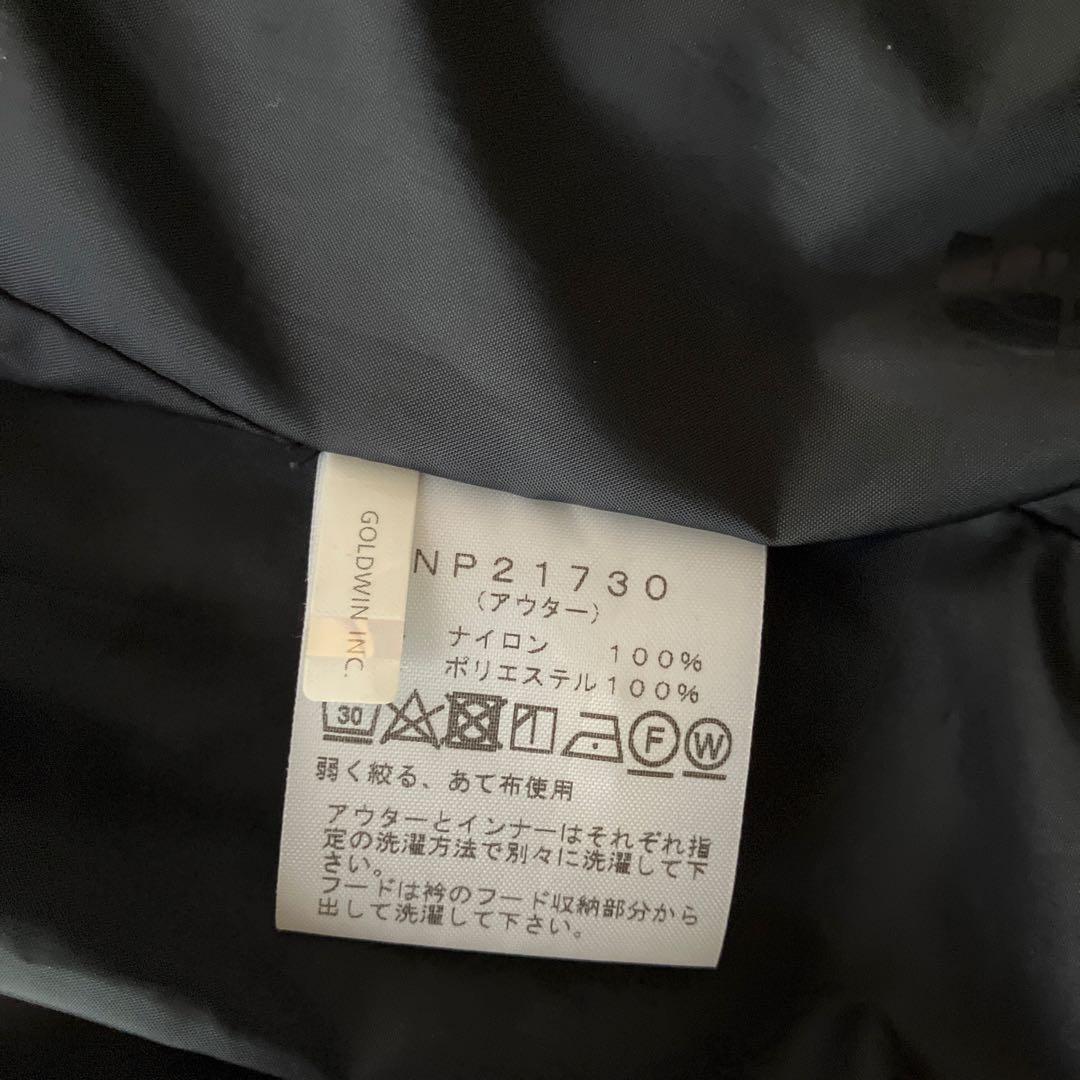 GOLDWIN INC.
NP21730
(アウター)
ナイロン 100%
ポリエステル100%
30 F W
弱く絞る、あて布使用
アウターとインナーはそれぞれ指
定の洗濯方法で別々に洗濯して下
さい。
フードは衿のフード収納部分から
出して洗濯して下さい。